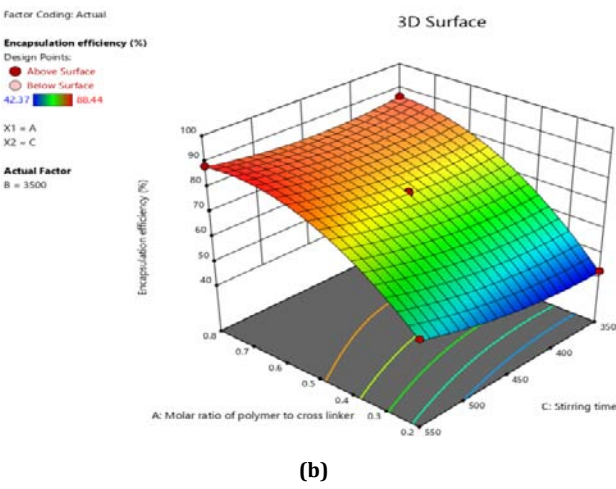 Factor Coding: Actual
3D Surface
Encapsulation efficiency (%)
Design Points:
Above Surface
Below Surface
42.37 88.44
X1 = A
X2 = C
Actual Factor
B = 3500
Encapsulation efficiency (%)
100
90
80
70
60
50
40
0.8
0.7
0.6
0.5
0.4
0.3
0.2
A: Molar ratio of polymer to cross linker
350
400
450
500
550
C: Stirring time
(b)